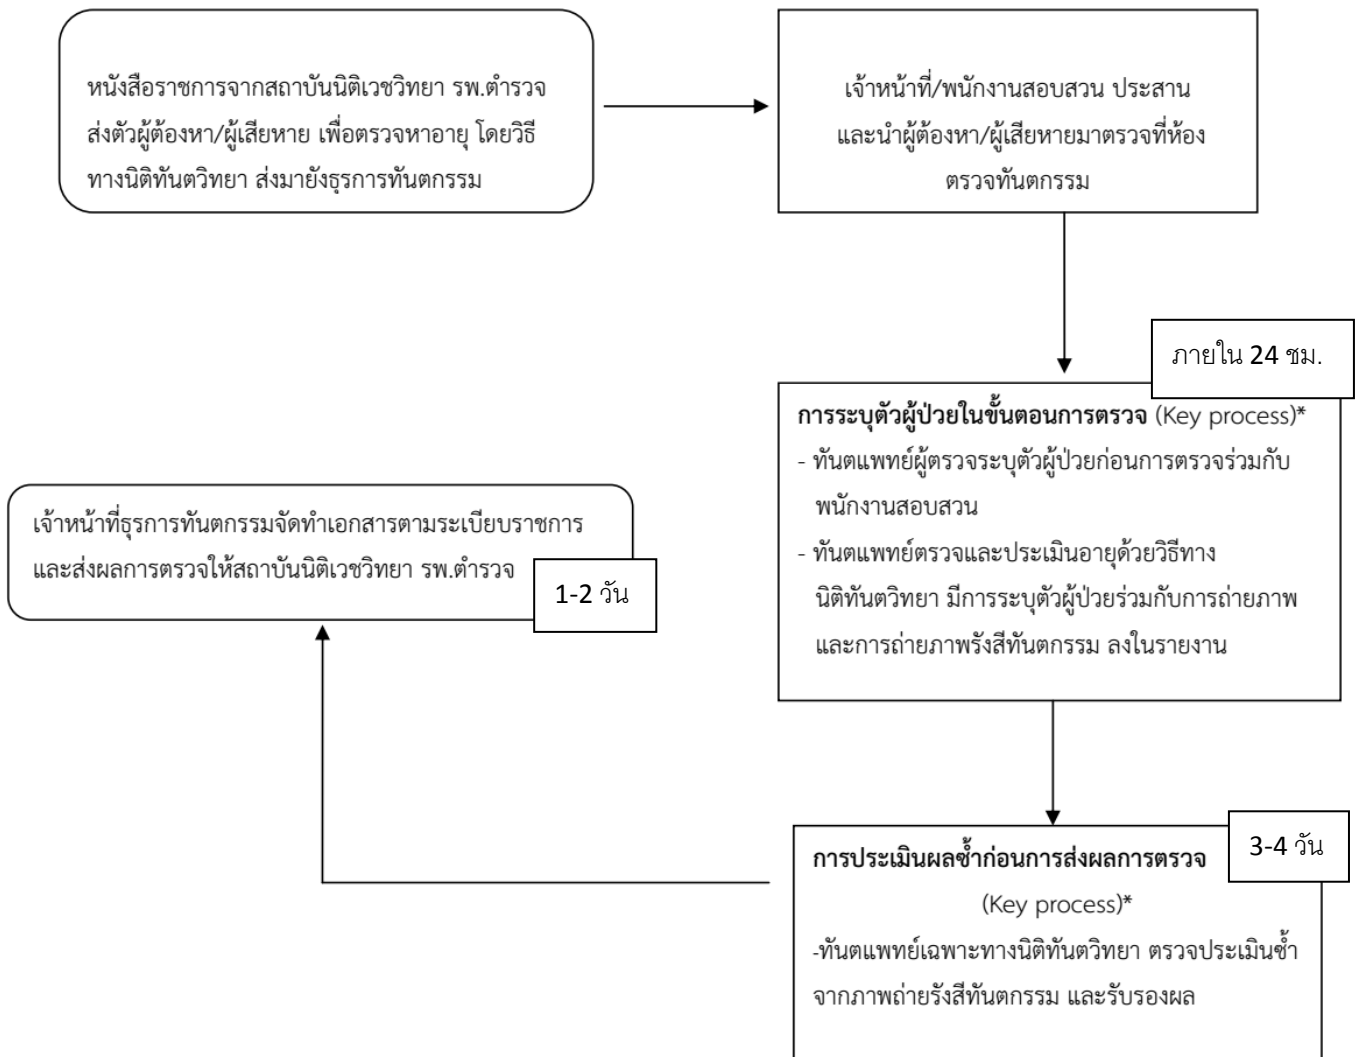 หนังสือราชการจากสถาบันนิติเวชวิทยา รพ.ตำรวจ
ส่งตัวผู้ต้องหา/ผู้เสียหาย เพื่อตรวจหาอายุ โดยวิธี
ทางนิติทันตวิทยา ส่งมายังธุรการทันตกรรม
เจ้าหน้าที่/พนักงานสอบสวน ประสาน
และนำผู้ต้องหา/ผู้เสียหายมาตรวจที่ห้อง
ตรวจทันตกรรม
ภายใน 24 ชม.
การระบุตัวผู้ป่วยในขั้นตอนการตรวจ (Key process)*
- ทันตแพทย์ผู้ตรวจระบุตัวผู้ป่วยก่อนการตรวจร่วมกับ
พนักงานสอบสวน
- ทันตแพทย์ตรวจและประเมินอายุด้วยวิธีทาง
นิติทันตวิทยา มีการระบุตัวผู้ป่วยร่วมกับการถ่ายภาพ
และการถ่ายภาพรังสีทันตกรรม ลงในรายงาน
3-4 วัน
การประเมินผลซ้ำก่อนการส่งผลการตรวจ
(Key process)*
-ทันตแพทย์เฉพาะทางนิติทันตวิทยา ตรวจประเมินซ้ำ
จากภาพถ่ายรังสีทันตกรรม และรับรองผล
เจ้าหน้าที่ธุรการทันตกรรมจัดทำเอกสารตามระเบียบราชการ
และส่งผลการตรวจให้สถาบันนิติเวชวิทยา รพ.ตำรวจ
1-2 วัน